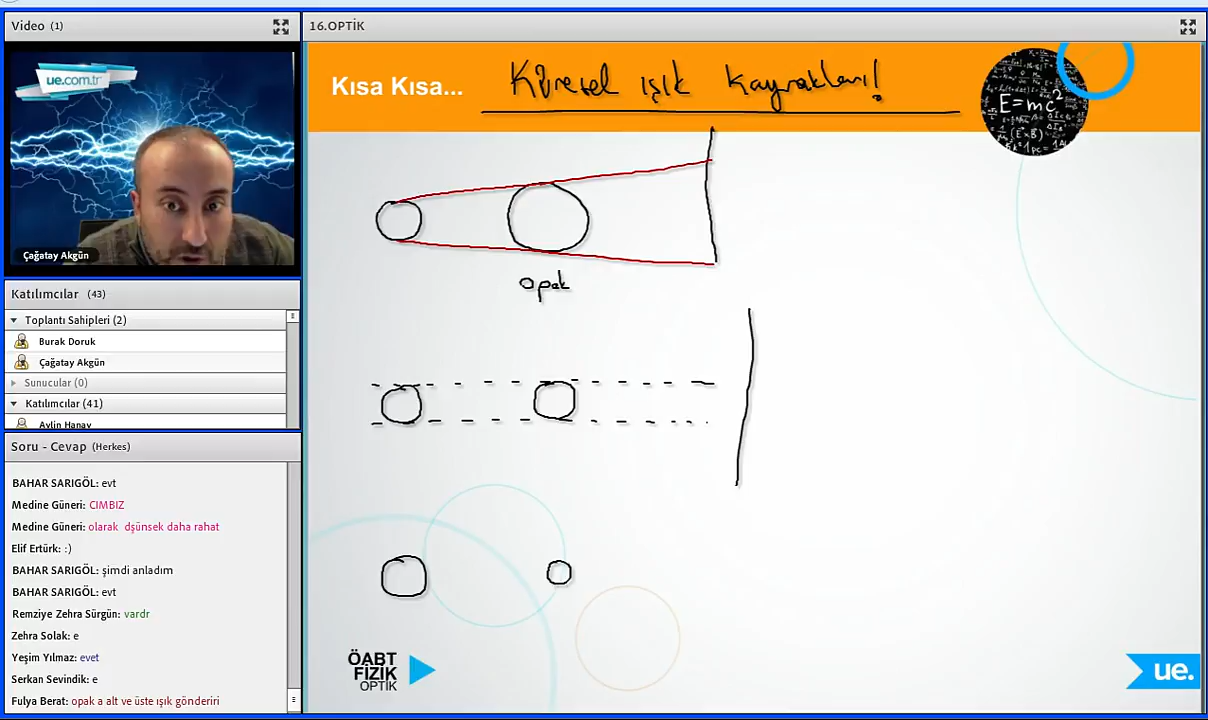 Video (1)
ue.com.tr
Çağatay Akgün
Katılımcılar (43)
Toplantı Sahipleri (2)
Burak Doruk
Çağatay Akgün
Sunucular (0)
Katılımcılar (41)
Aylin Hanay
Soru - Cevap (Herkes)
BAHAR SARIGÖL: evt
Medine Güneri: CIMBIZ
Medine Güneri: olarak dşünsek daha rahat
Elif Ertürk: :)
BAHAR SARIGÖL: şimdi anladım
BAHAR SARIGÖL: evt
Remziye Zehra Sürgün: vardr
Zehra Solak: e
Yeşim Yılmaz: evet
Serkan Sevindik: e
Fulya Berat: opak a alt ve üste ışık gönderiri
16.OPTİK
Kısa Kısa... Küresel ışık kaynakları!
E=mc²
opak
ÖABT
FİZİK
OPTİK
ue.